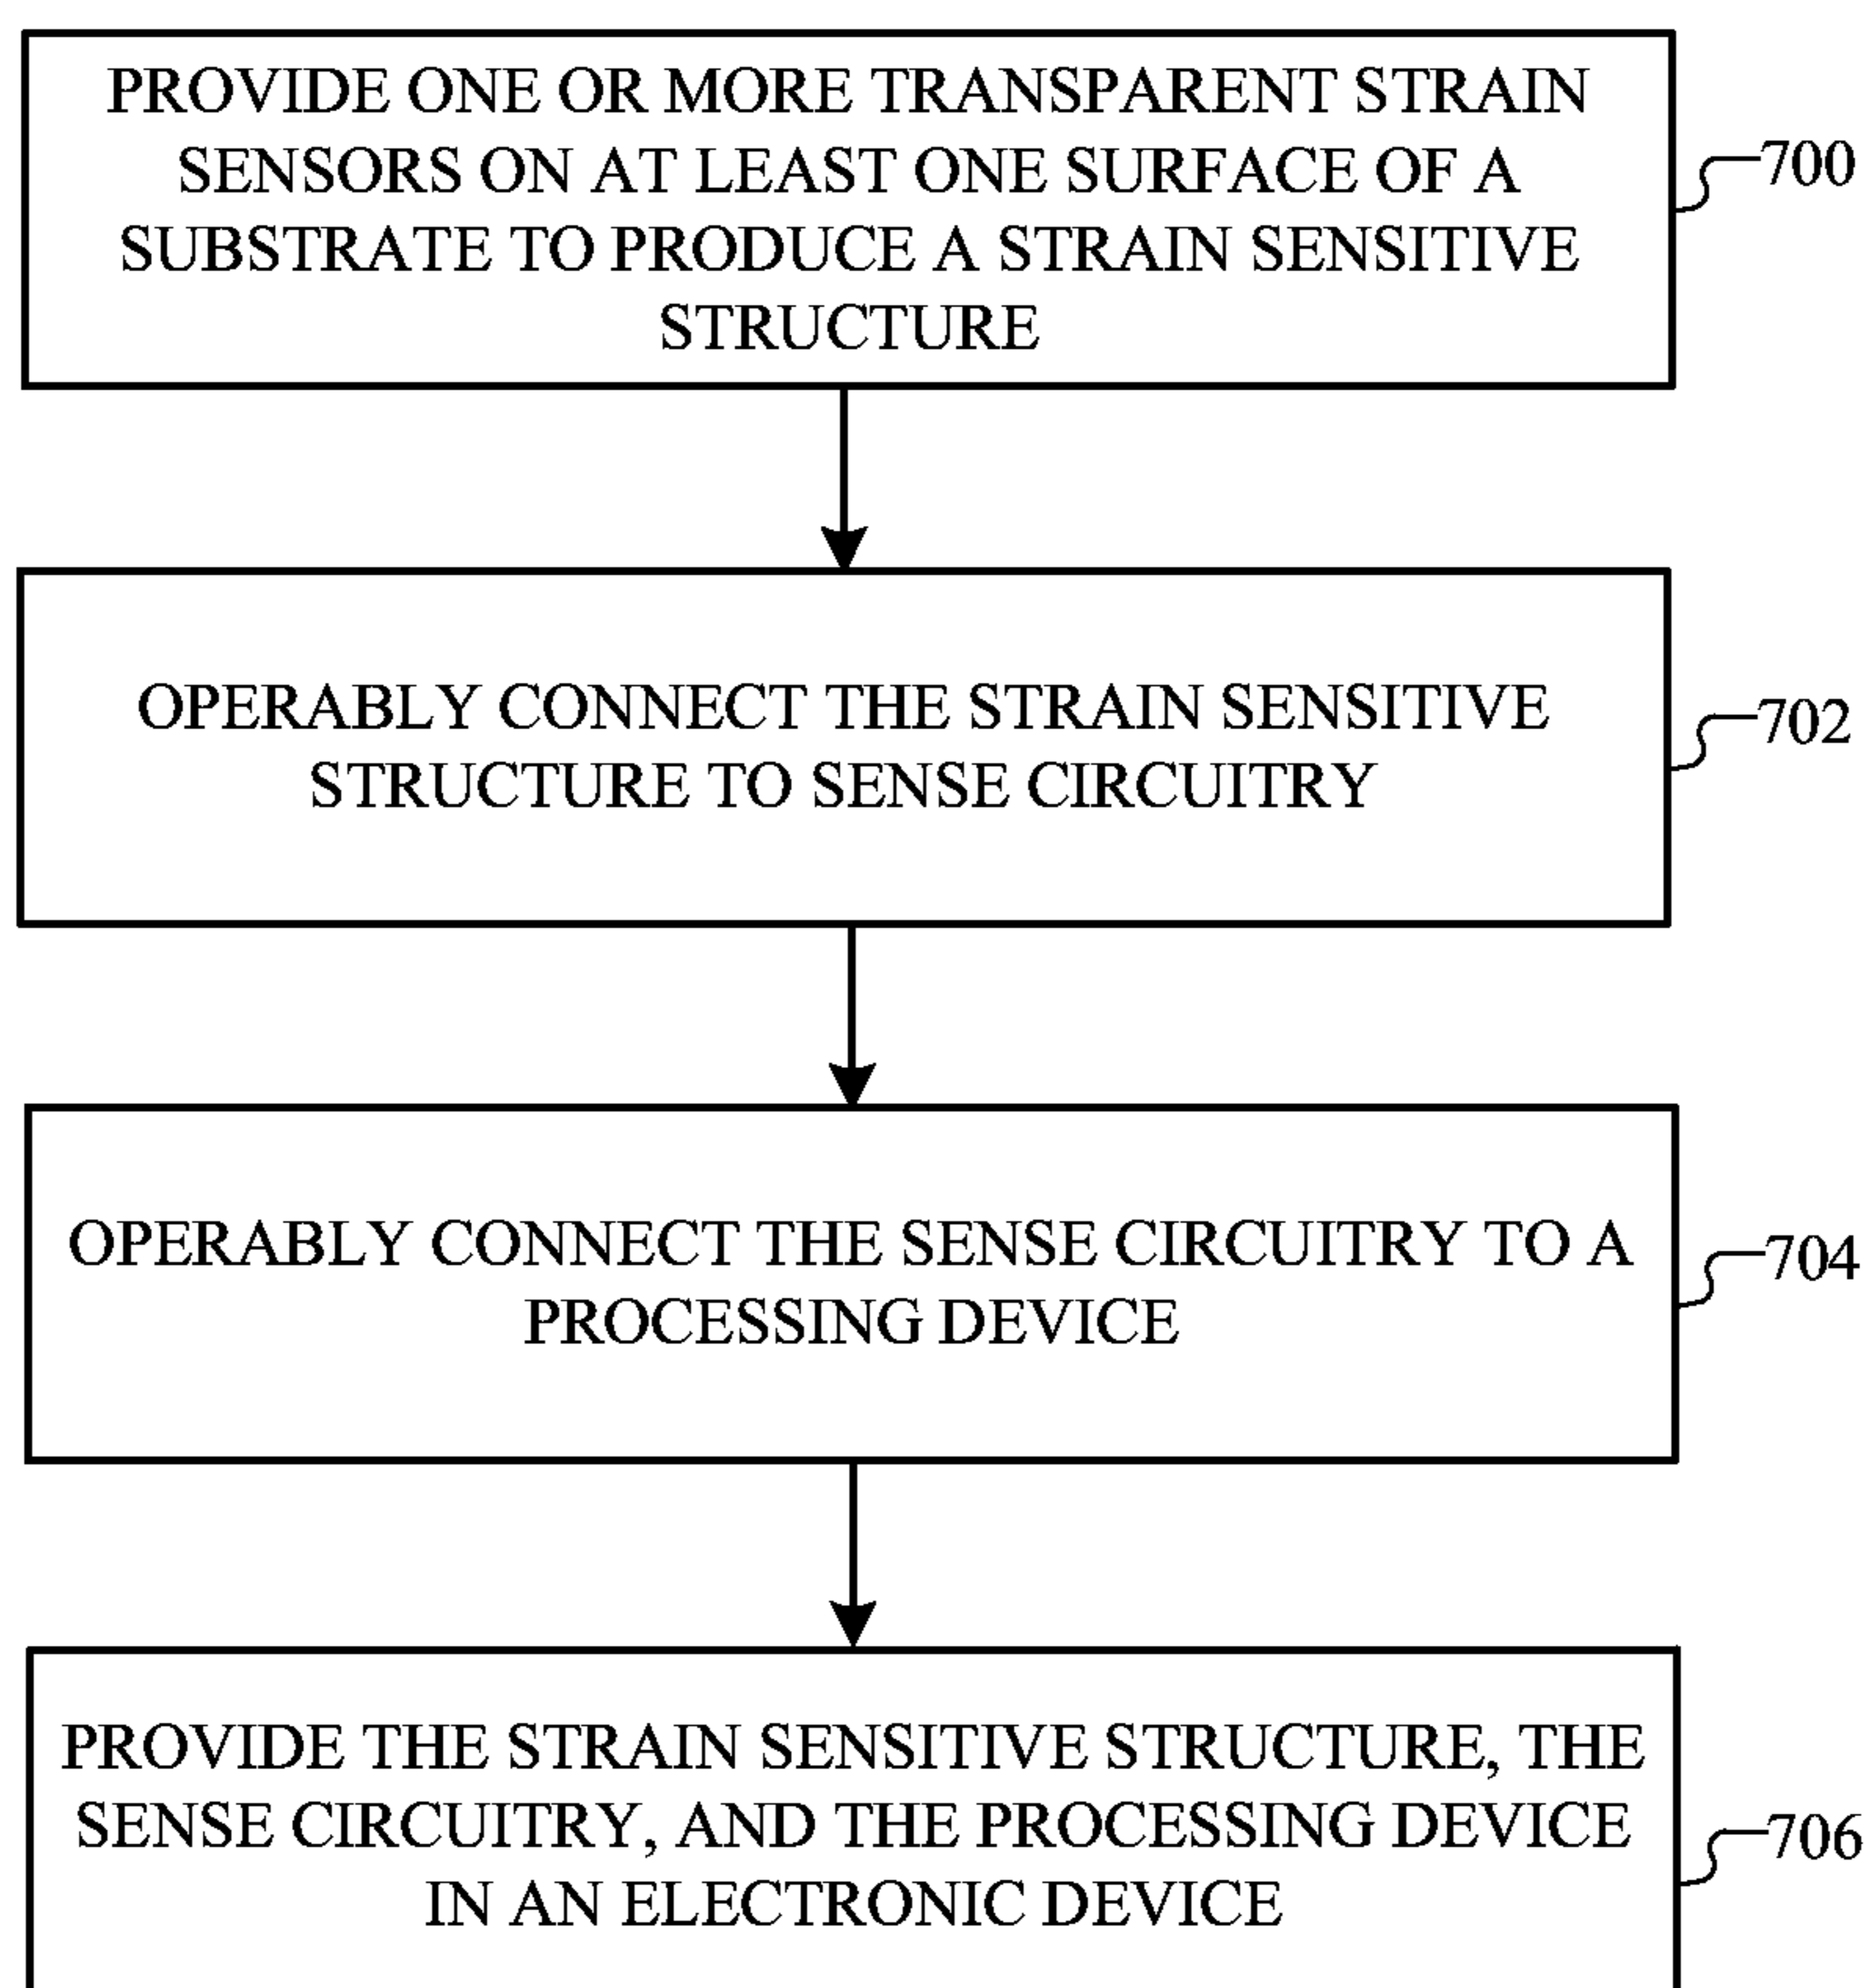 PROVIDE ONE OR MORE TRANSPARENT STRAIN
SENSORS ON AT LEAST ONE SURFACE OF A
SUBSTRATE TO PRODUCE A STRAIN SENSITIVE
STRUCTURE
700
OPERABLY CONNECT THE STRAIN SENSITIVE
STRUCTURE TO SENSE CIRCUITRY
702
OPERABLY CONNECT THE SENSE CIRCUITRY TO A
PROCESSING DEVICE
704
PROVIDE THE STRAIN SENSITIVE STRUCTURE, THE
SENSE CIRCUITRY, AND THE PROCESSING DEVICE
IN AN ELECTRONIC DEVICE
706